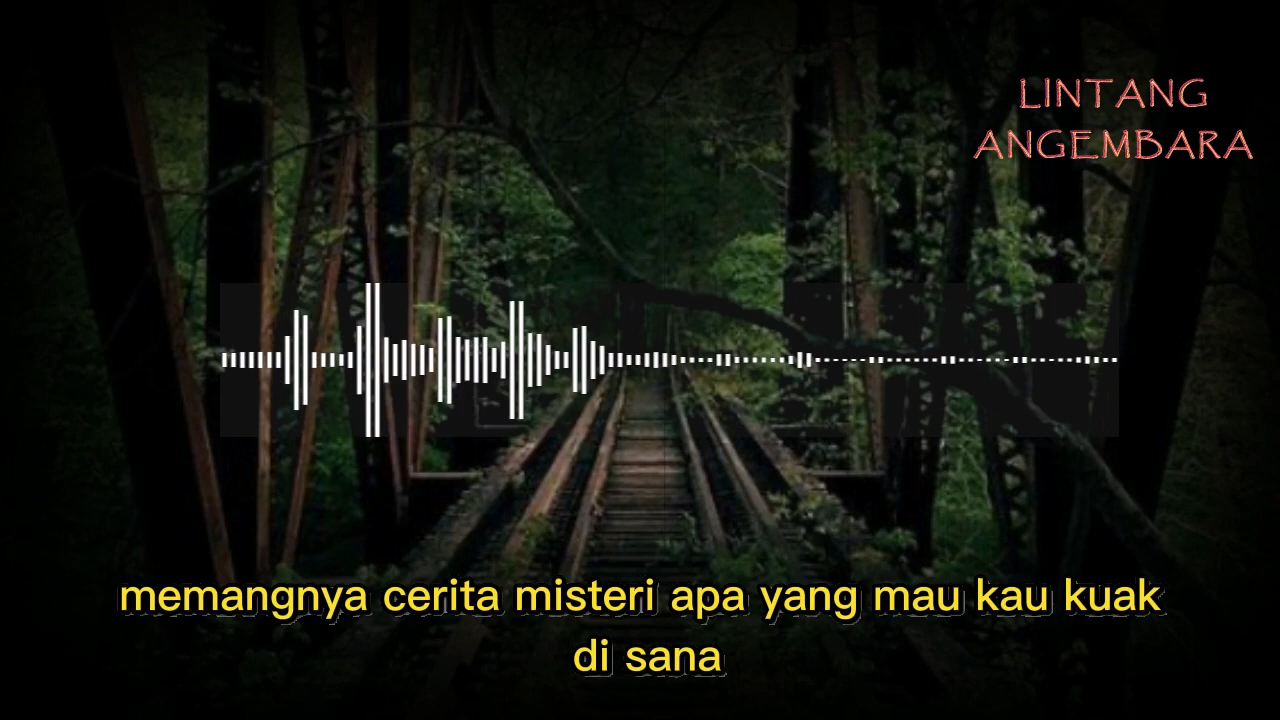 LINTANG
ANGEMBARA
memangnya cerita misteri apa yang mau kau kuak
di sana